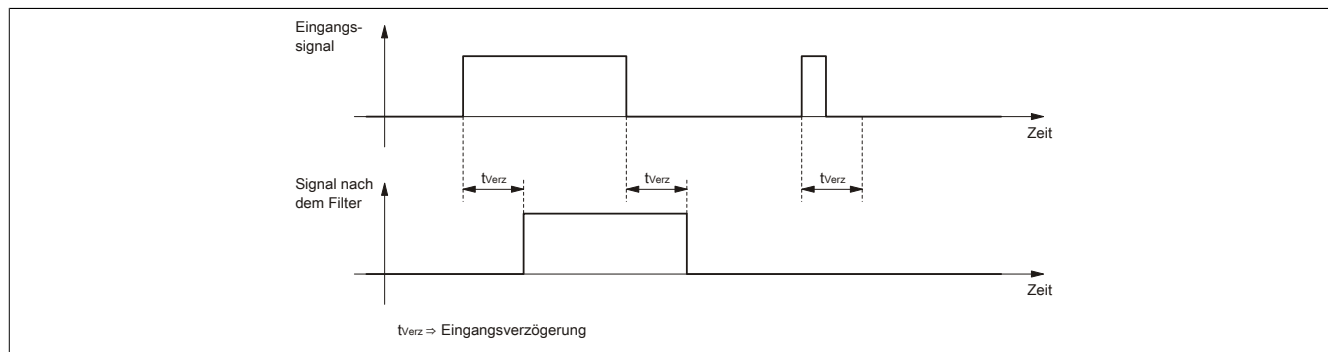 Eingangs-
signal
Zeit
Signal nach
dem Filter
tVerz
tVerz
tVerz
Zeit
tVerz ⇒ Eingangsverzögerung